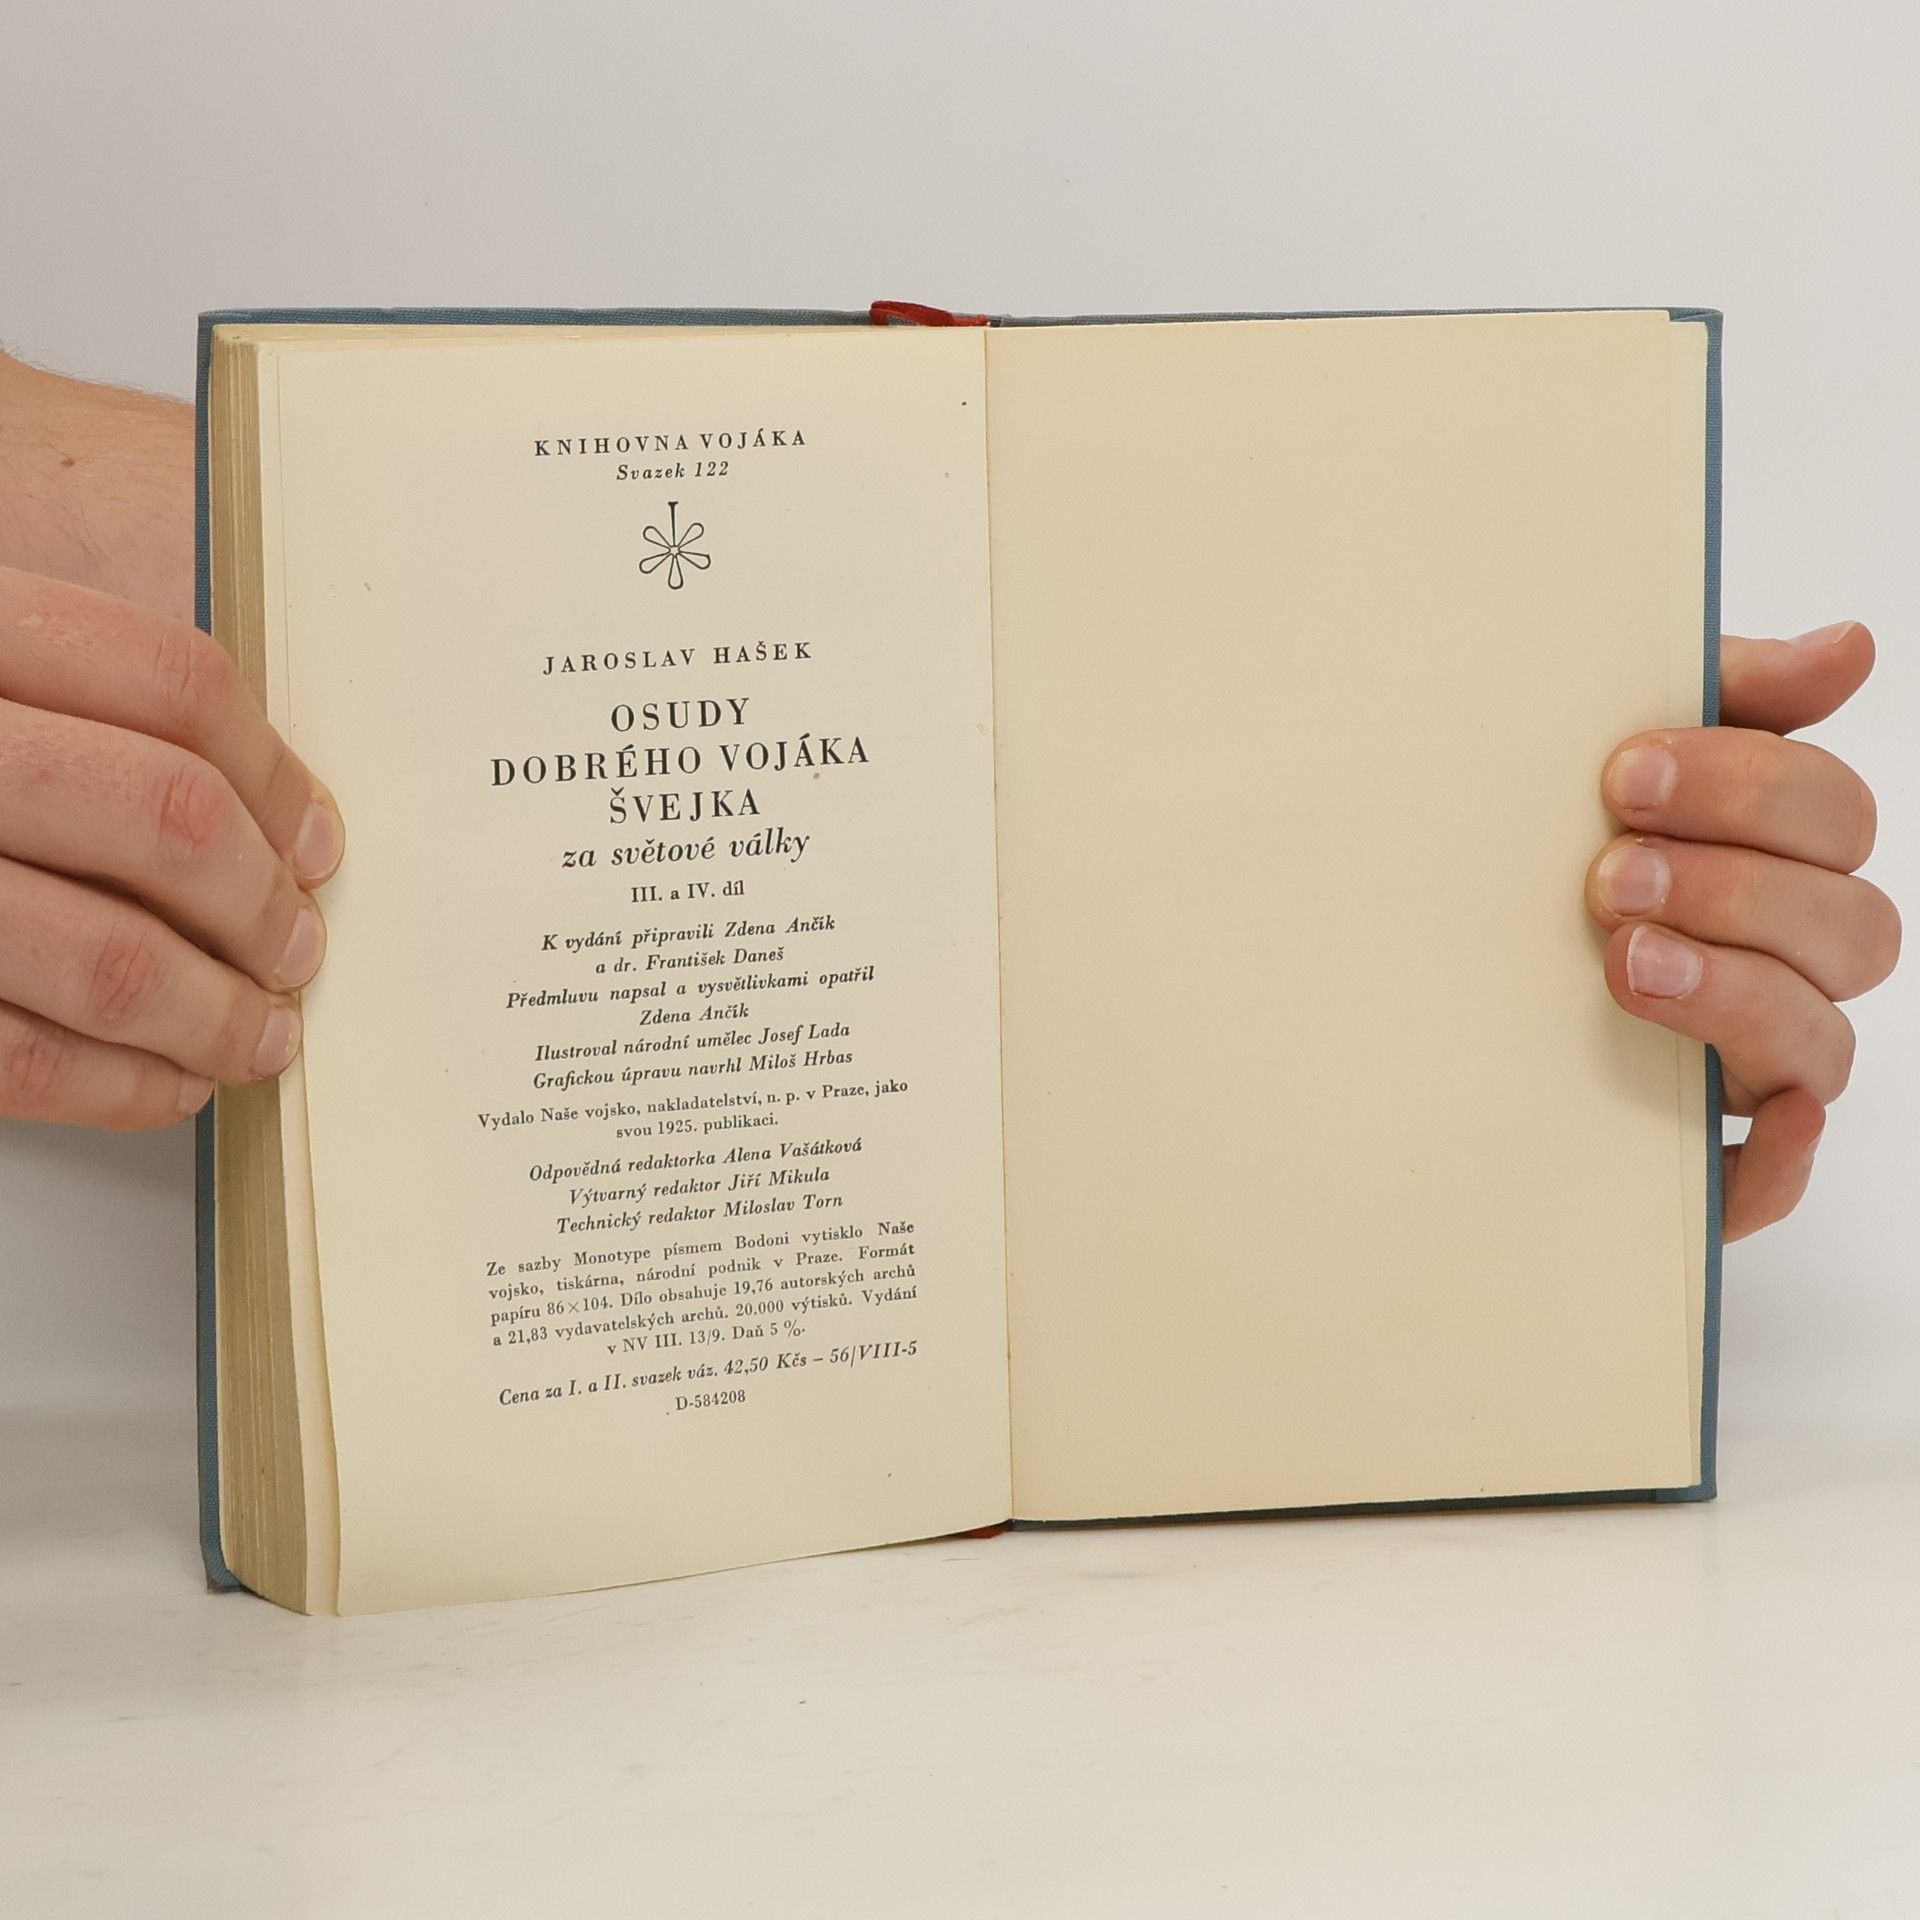 KNIHOVNA VOJÁKA
Svazek 122
JAROSLAV HAŠEK
OSUDY
DOBRÉHO VOJÁKA
ŠVEJKA
za světové války
III. a IV. díl
K vydání připravili Zdena Ančík
a dr. František Daneš
Předmluvu napsal a vysvětlivkami opatřil
Zdena Ančík
Ilustroval národní umělec Josef Lada
Grafickou úpravu navrhl Miloš Hrbas
Vydalo Naše vojsko, nakladatelství, n. p. v Praze, jako
svou 1925. publikaci.
Odpovědná redaktorka Alena Vašátková
Výtvarný redaktor Jiří Mikula
Technický redaktor Miloslav Torn
Ze sazby Monotype písmem Bodoni vytisklo Naše
vojsko, tiskárna, národní podnik v Praze. Formát
papíru 86×104. Dílo obsahuje 19,76 autorských archů
a 21,83 vydavatelských archů. 20.000 výtisků. Vydání
v NV III. 13/9. Daň 5 %.
Cena za I. a II. svazek váz. 42,50 Kčs – 56/VIII-5
D-584208